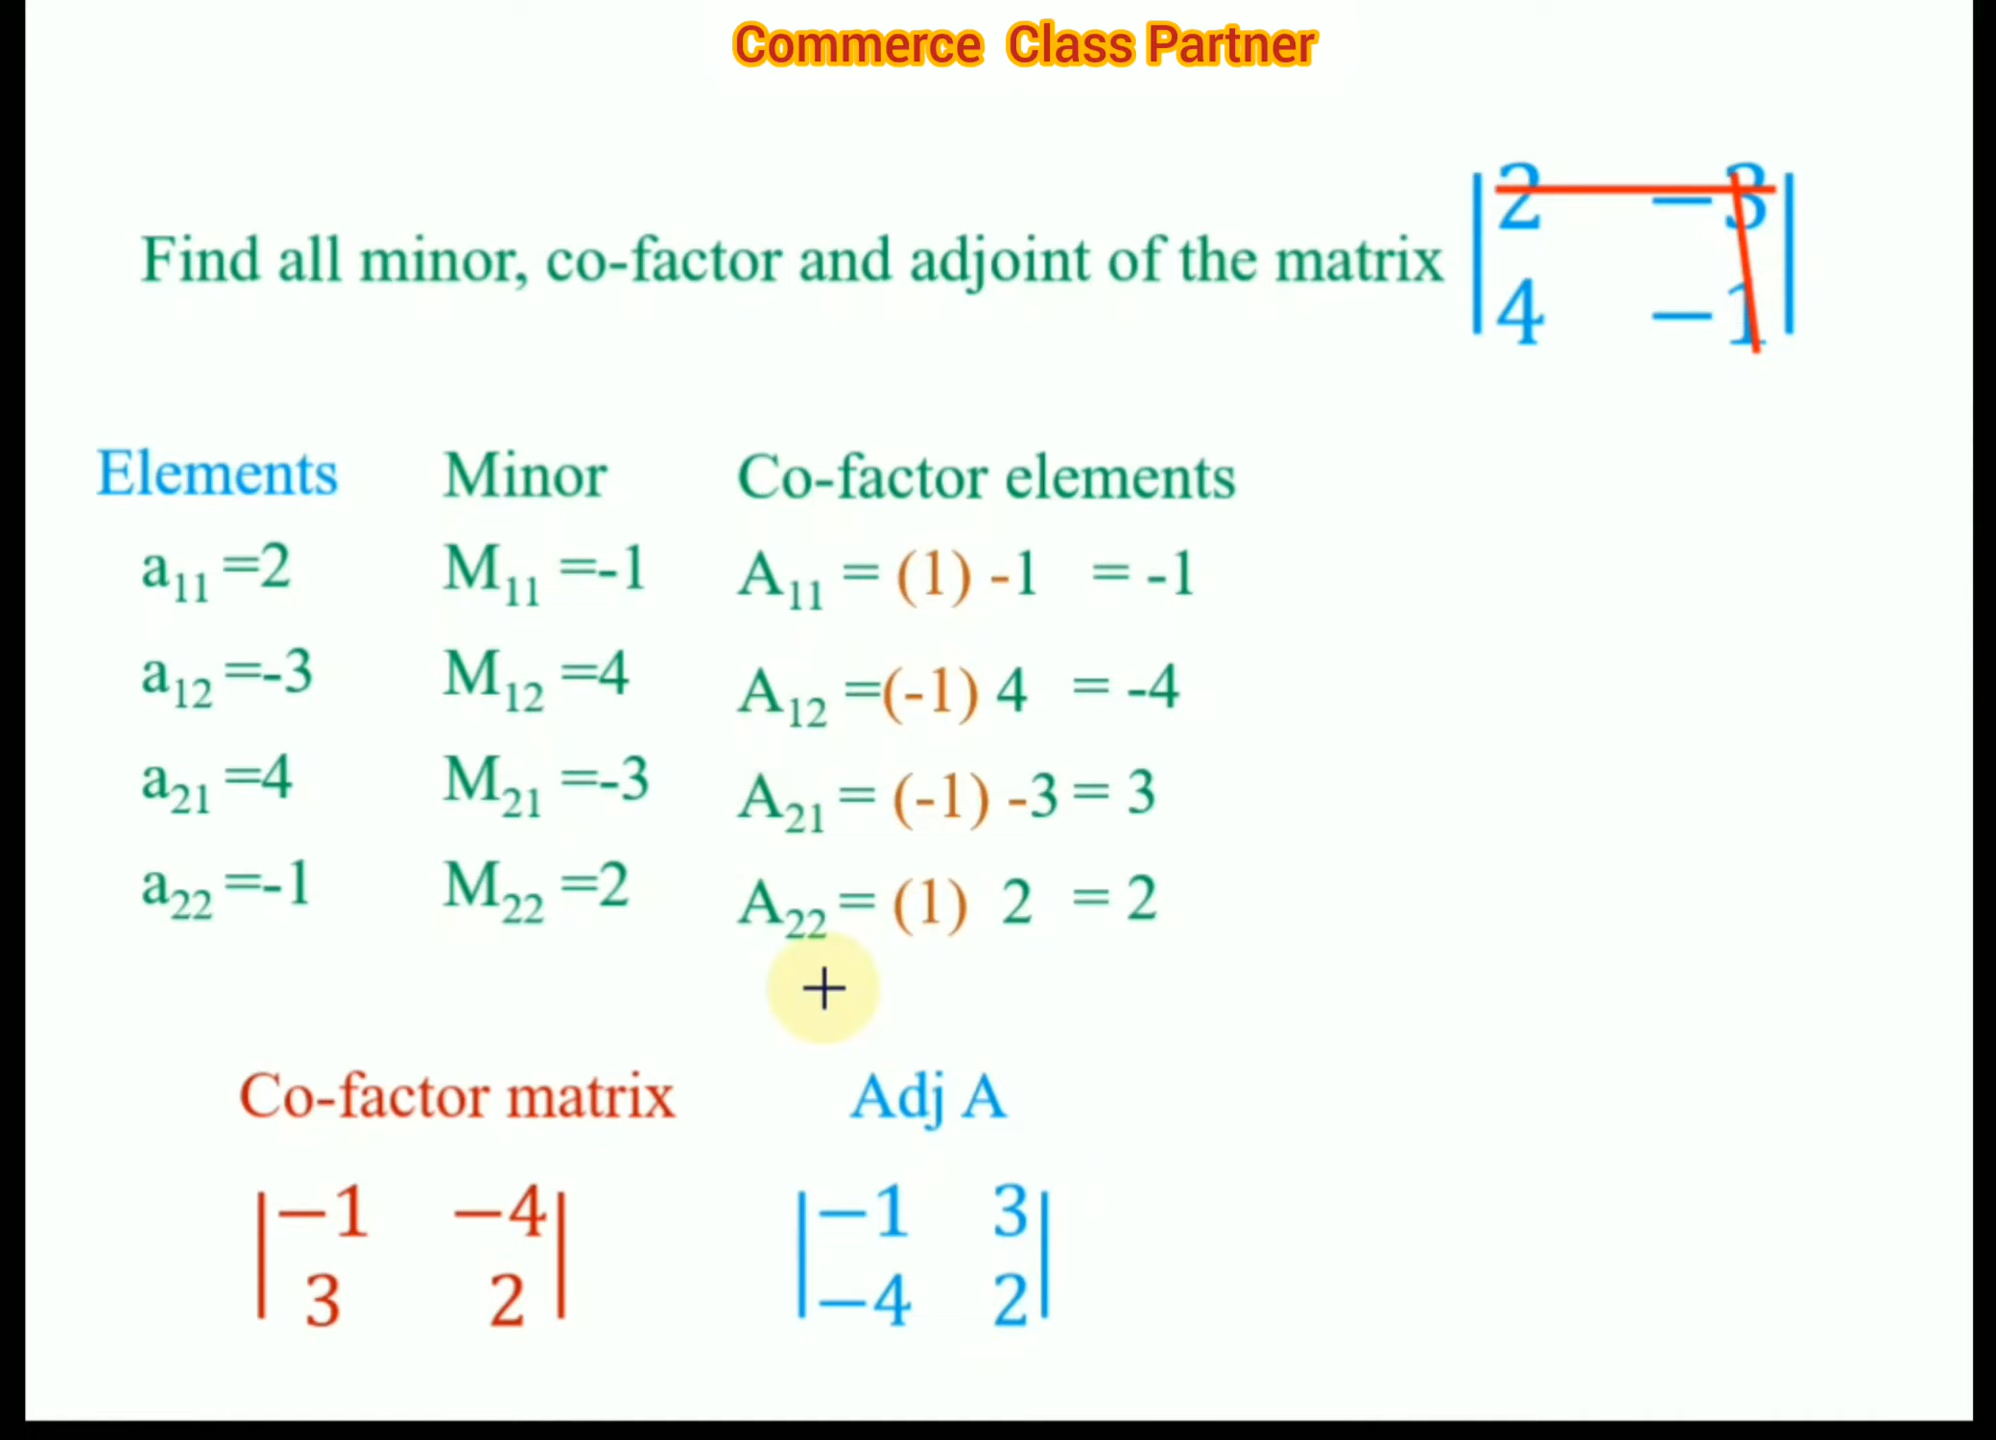 Commerce Class Partner
Find all minor, co-factor and adjoint of the matrix |2 −3|
|4 −1|
Elements Minor Co-factor elements
a₁₁ =2 M₁₁ =-1 A₁₁ = (1) -1 = -1
a₁₂ =-3 M₁₂ =4 A₁₂ =(-1) 4 = -4
a₂₁ =4 M₂₁ =-3 A₂₁ = (-1) -3 = 3
a₂₂ =-1 M₂₂ =2 A₂₂ = (1) 2 = 2
Co-factor matrix Adj A
|−1 −4| |−1 3|
|3 2| |−4 2|